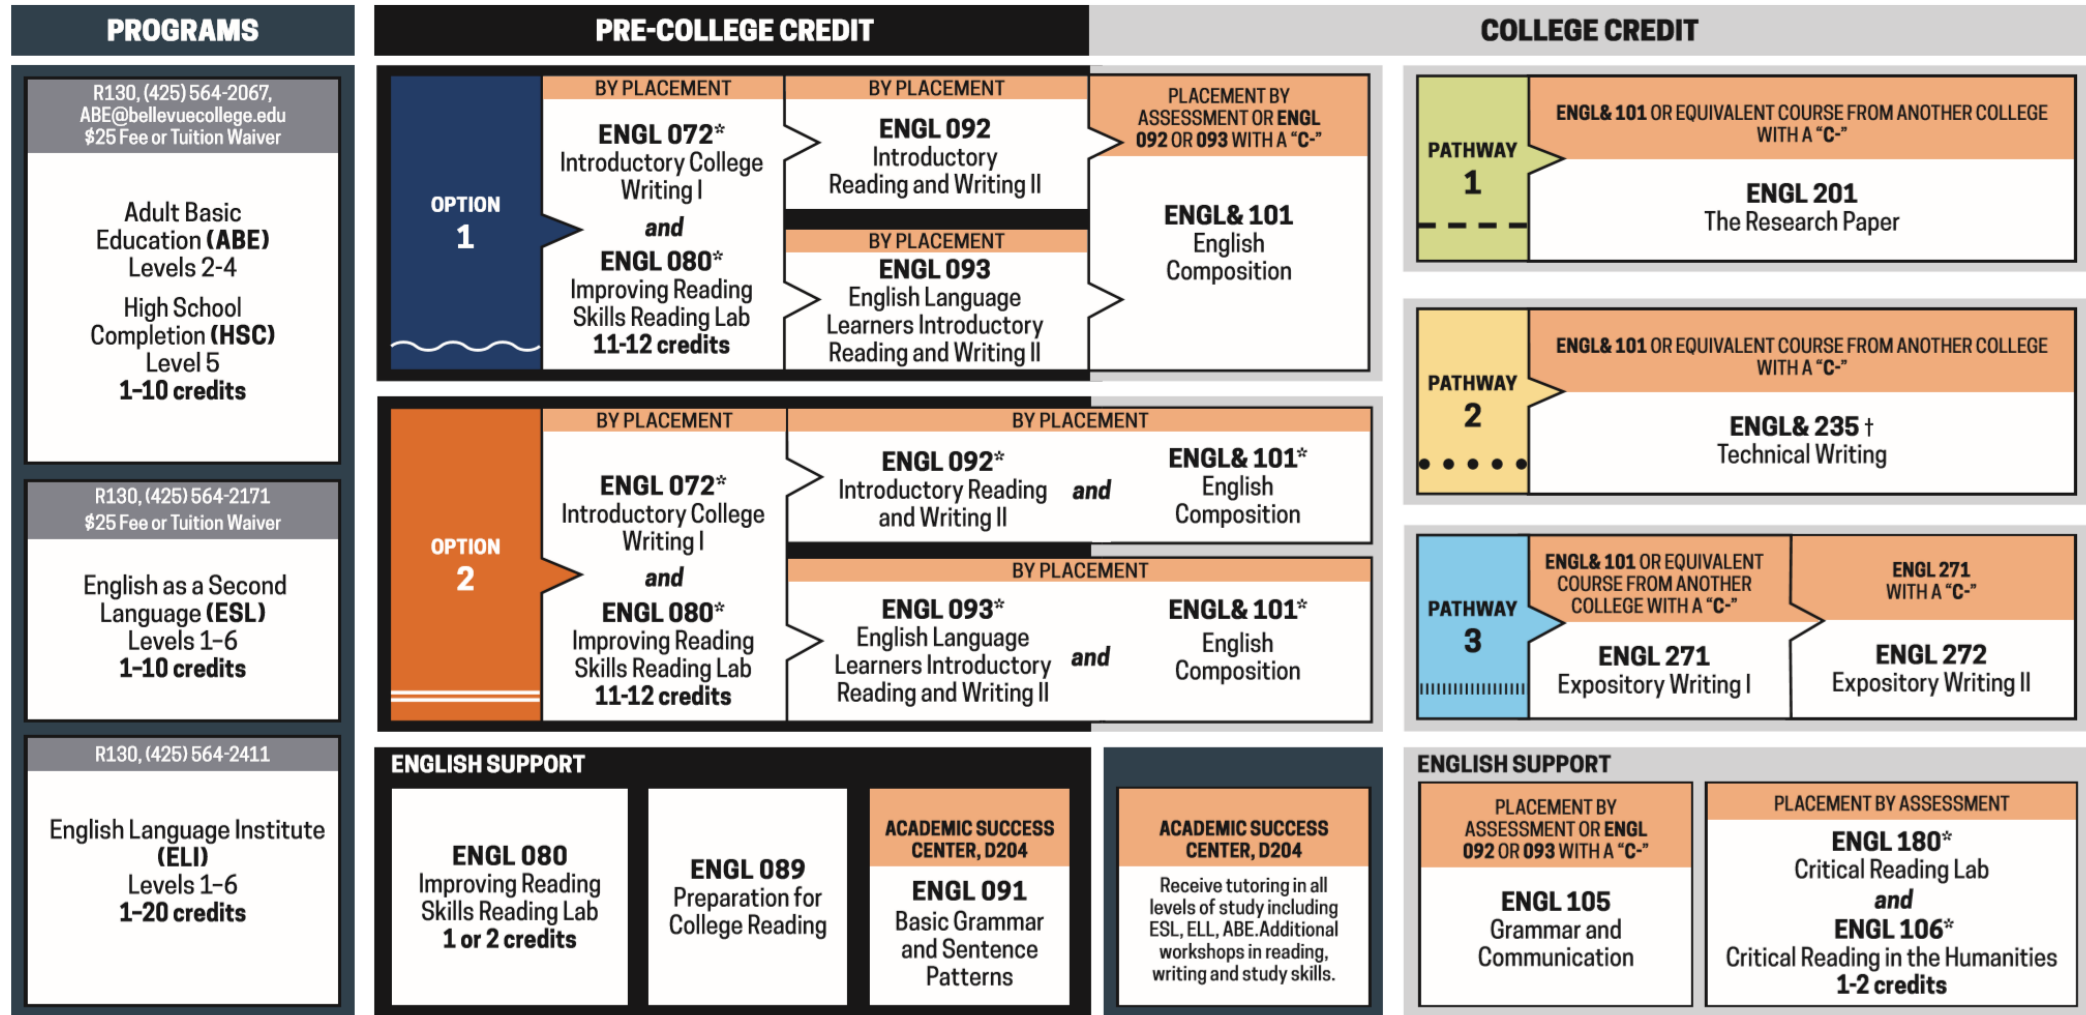 PROGRAMS
R130, (425) 564-2067,
ABE@bellevuecollege.edu
$25 Fee or Tuition Waiver
Adult Basic
Education (ABE)
Levels 2-4
High School
Completion (HSC)
Level 5
1–10 credits
R130, (425) 564-2171
$25 Fee or Tuition Waiver
English as a Second
Language (ESL)
Levels 1–6
1–10 credits
R130, (425) 564-2411
English Language Institute
(ELI)
Levels 1–6
1–20 credits
PRE-COLLEGE CREDIT
COLLEGE CREDIT
OPTION
1
BY PLACEMENT
ENGL 072*
Introductory College
Writing I
and
ENGL 080*
Improving Reading
Skills Reading Lab
11-12 credits
BY PLACEMENT
ENGL 092
Introductory
Reading and Writing II
BY PLACEMENT
ENGL 093
English Language
Learners Introductory
Reading and Writing II
PLACEMENT BY
ASSESSMENT OR ENGL
092 OR 093 WITH A “C-”
ENGL& 101
English
Composition
OPTION
2
BY PLACEMENT
ENGL 072*
Introductory College
Writing I
and
ENGL 080*
Improving Reading
Skills Reading Lab
11-12 credits
BY PLACEMENT
ENGL 092*
Introductory Reading
and Writing II
and
ENGL& 101*
English
Composition
BY PLACEMENT
ENGL 093*
English Language
Learners Introductory
Reading and Writing II
and
ENGL& 101*
English
Composition
ENGLISH SUPPORT
ENGL 080
Improving Reading
Skills Reading Lab
1 or 2 credits
ENGL 089
Preparation for
College Reading
ACADEMIC SUCCESS
CENTER, D204
ENGL 091
Basic Grammar
and Sentence
Patterns
ACADEMIC SUCCESS
CENTER, D204
Receive tutoring in all
levels of study including
ESL, ELL, ABE.Additional
workshops in reading,
writing and study skills.
PATHWAY
1
ENGL& 101 OR EQUIVALENT COURSE FROM ANOTHER COLLEGE
WITH A “C-”
ENGL 201
The Research Paper
PATHWAY
2
ENGL& 101 OR EQUIVALENT COURSE FROM ANOTHER COLLEGE
WITH A “C-”
ENGL& 235 †
Technical Writing
PATHWAY
3
ENGL& 101 OR EQUIVALENT
COURSE FROM ANOTHER
COLLEGE WITH A “C-”
ENGL 271
Expository Writing I
ENGL 271
WITH A “C-”
ENGL 272
Expository Writing II
ENGLISH SUPPORT
PLACEMENT BY
ASSESSMENT OR ENGL
092 OR 093 WITH A “C-”
ENGL 105
Grammar and
Communication
PLACEMENT BY ASSESSMENT
ENGL 180*
Critical Reading Lab
and
ENGL 106*
Critical Reading in the Humanities
1-2 credits